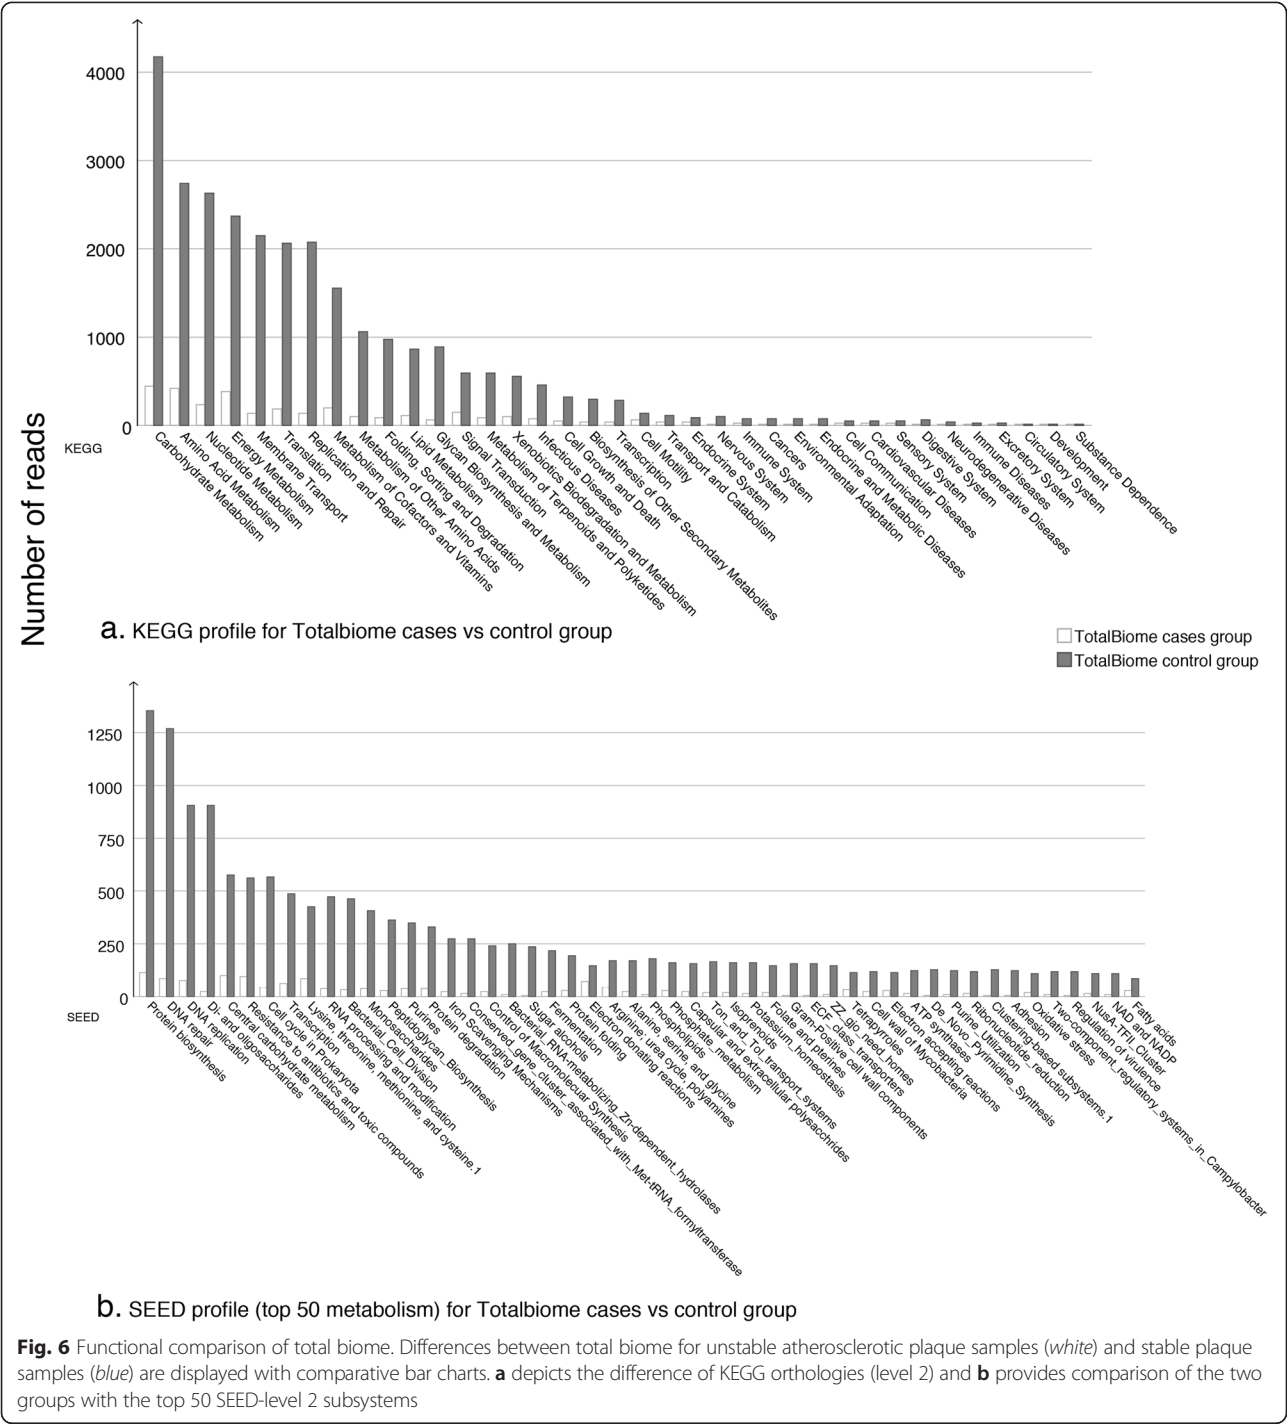 4000
3000
2000
1000
0
KEGG
Number of reads
Carbohydrate Metabolism
Amino Acid Metabolism
Nucleotide Metabolism
Energy Metabolism
Membrane Transport
Translation
Replication and Repair
Metabolism of Cofactors and Vitamins
Metabolism of Other Amino Acids
Folding, Sorting and Degradation
Lipid Metabolism
Glycan Biosynthesis and Metabolism
Signal Transduction
Metabolism of Terpenoids and Polyketides
Xenobiotics Biodegradation and Metabolism
Infectious Diseases
Cell Growth and Death
Biosynthesis of Other Secondary Metabolites
Transcription
Cell Motility
Transport and Catabolism
Endocrine System
Nervous System
Immune System
Cancers
Environmental Adaptation
Endocrine and Metabolic Diseases
Cell Communication
Cardiovascular Diseases
Sensory System
Digestive System
Neurodegenerative Diseases
Immune Diseases
Excretory System
Circulatory System
Development
Substance Dependence
a. KEGG profile for Totalbiome cases vs control group
TotalBiome cases group
TotalBiome control group
1250
1000
750
500
250
0
SEED
Protein biosynthesis
DNA repair
DNA replication
Di- and oligosaccharides
Central carbohydrate metabolism
Resistance to antibiotics and toxic compounds
Cell cycle in Prokaryota
Transcription
Lysine, threonine, methionine, and cysteine.1
RNA processing and modification
Bacterial_Cell_Division
Monosaccharides
Peptidoglycan_Biosynthesis
Purines
Protein degradation
Iron Scavenging Mechanisms
Conserved_gene_cluster_associated_with_Met-tRNA_formyltransferase
Control of Macromolecular Synthesis
Bacterial_RNA-metabolizing_Zn-dependent_hydrolases
Sugar alcohols
Fermentation
Protein folding
Electron donating reactions
Arginine, urea cycle, polyamines
Alanine, serine, and glycine
Phospholipids
Phosphate_metabolism
Capsular and extracellular polysacchrides
Ton_and_Tol_transport_systems
Isoprenoids
Potassium_homeostasis
Folate and pterines
Gram-Positive cell wall components
ECF_class_transporters
ZZ_gjo_need_homes
Tetrapyrroles
Cell wall of Mycobacteria
Electron accepting reactions
ATP synthases
De_Novo_Pyrimidine_Synthesis
Purine_Utilization
Ribonucleotide_reduction
Clustering-based subsystems.1
Adhesion
Oxidative stress
Two-component_regulatory_systems_in_Campylobacter
Regulation of virulence
NusA-TFII_Cluster
NAD and NADP
Fatty acids
b. SEED profile (top 50 metabolism) for Totalbiome cases vs control group
Fig. 6 Functional comparison of total biome. Differences between total biome for unstable atherosclerotic plaque samples (white) and stable plaque
samples (blue) are displayed with comparative bar charts. a depicts the difference of KEGG orthologies (level 2) and b provides comparison of the two
groups with the top 50 SEED-level 2 subsystems